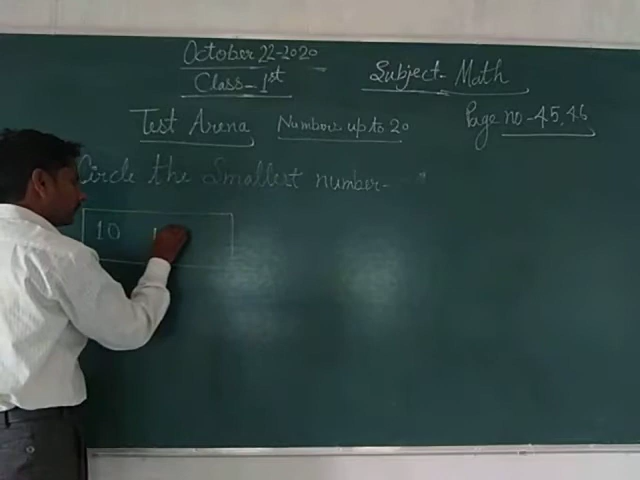 October 22-2020
Class-1st
Subject- Math
Test Arena Numbers up to 20
Page no-45,46
Circle the Smallest number-
10